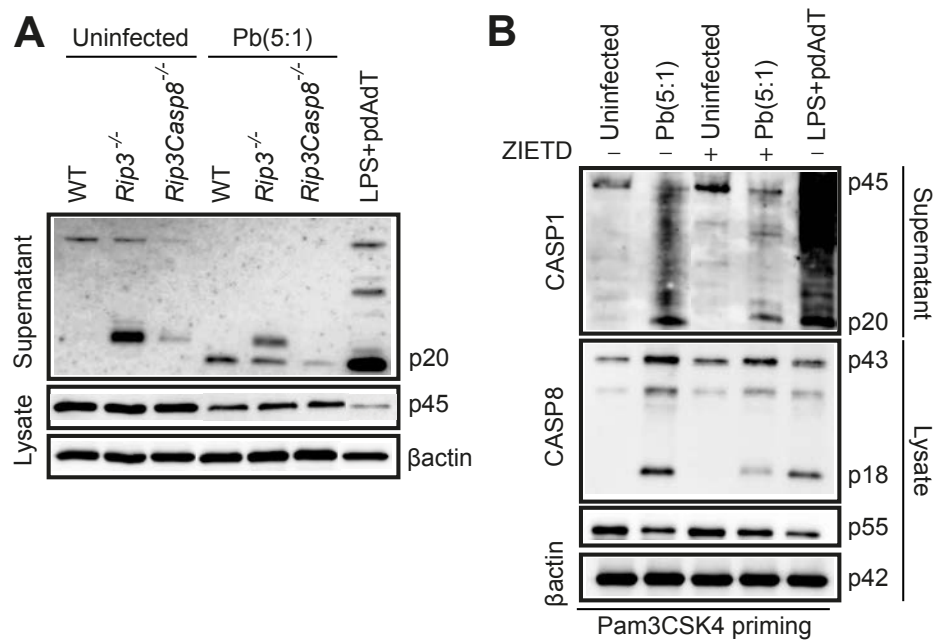 A
Uninfected
Pb(5:1)
WT
Rip3-/-
Rip3Casp8-/-
WT
Rip3-/-
Rip3Casp8-/-
LPS+pdAdT
Supernatant
p20
Lysate
p45
βactin
B
Uninfected
Pb(5:1)
Uninfected
Pb(5:1)
LPS+pdAdT
ZIETD – – + + –
CASP1
p45
p20
Supernatant
CASP8
p43
p18
Lysate
p55
βactin
p42
Pam3CSK4 priming